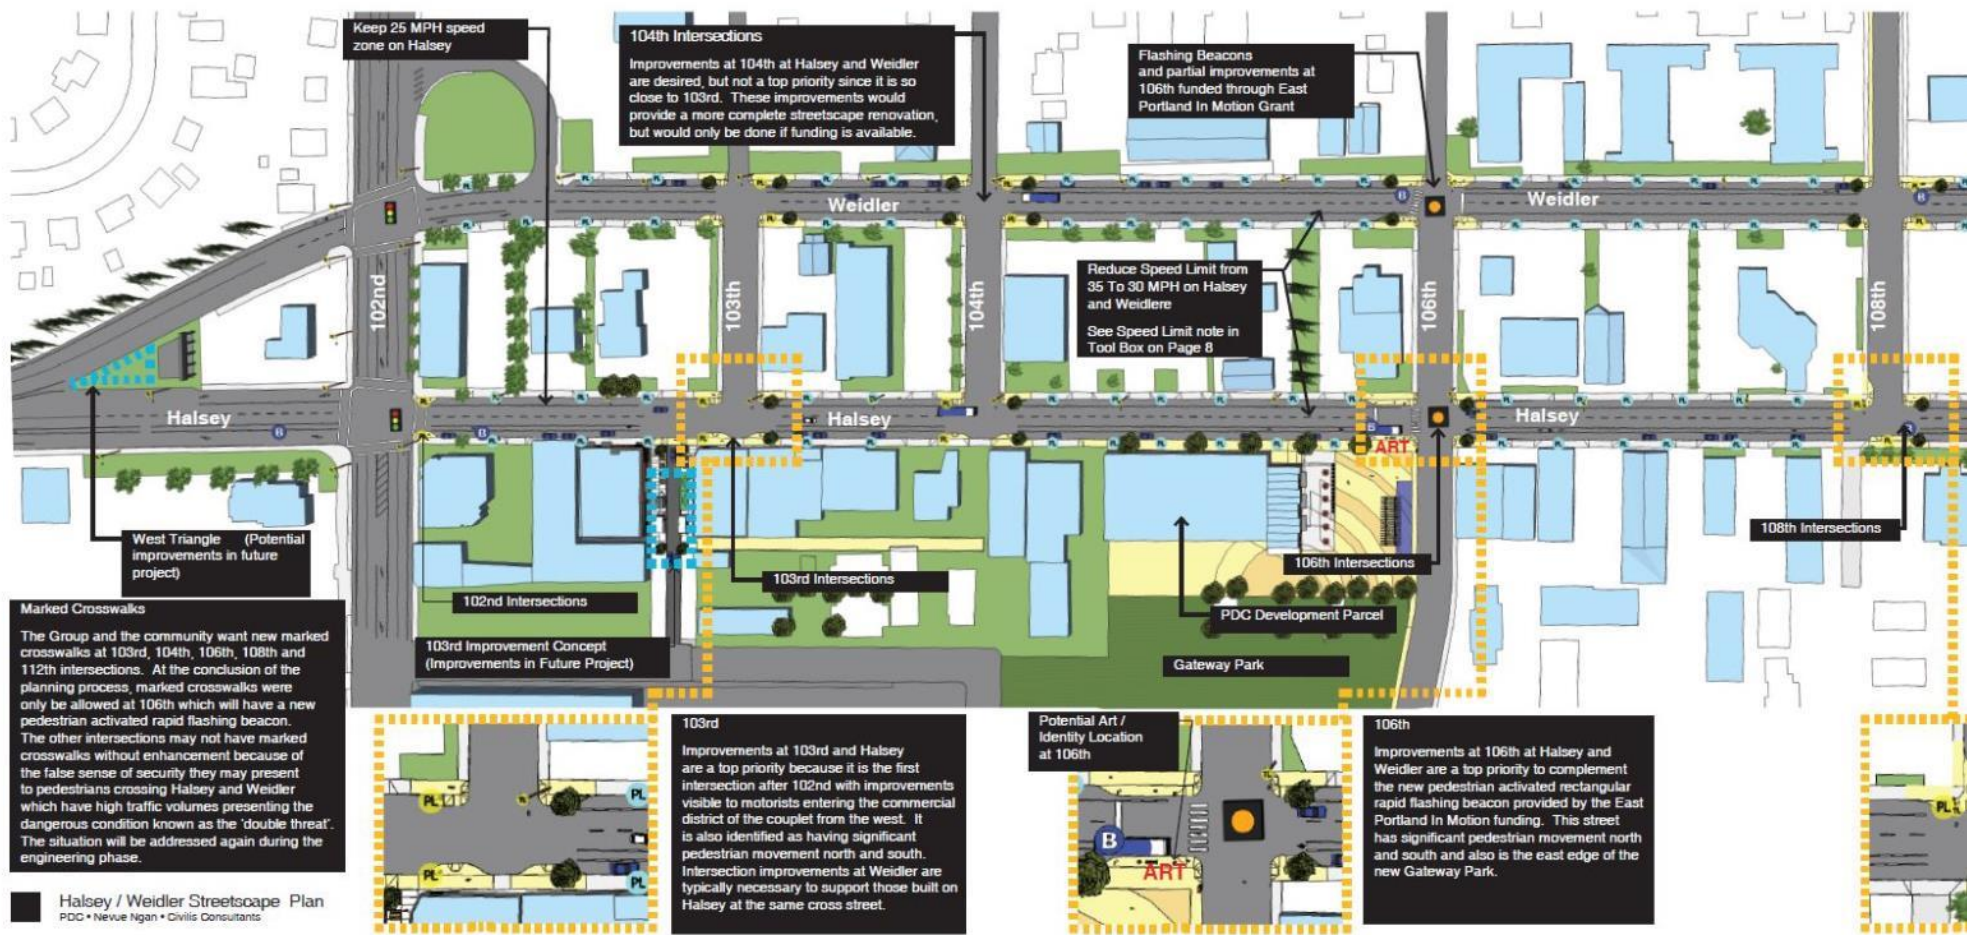 Keep 25 MPH speed
zone on Halsey
104th Intersections
Improvements at 104th at Halsey and Weidler
are desired, but not a top priority since it is so
close to 103rd. These improvements would
provide a more complete streetscape renovation,
but would only be done if funding is available.
Flashing Beacons
and partial improvements at
106th funded through East
Portland In Motion Grant
Weidler
Weidler
102nd
103th
104th
106th
108th
Reduce Speed Limit from
35 To 30 MPH on Halsey
and Weidlere
See Speed Limit note in
Tool Box on Page 8
Halsey
Halsey
Halsey
B
B
B
B
B
B
ART
West Triangle (Potential
improvements in future
project)
102nd Intersections
103rd Intersections
106th Intersections
108th Intersections
PDC Development Parcel
Gateway Park
103rd Improvement Concept
(Improvements in Future Project)
Marked Crosswalks
The Group and the community want new marked
crosswalks at 103rd, 104th, 106th, 108th and
112th intersections. At the conclusion of the
planning process, marked crosswalks were
only be allowed at 106th which will have a new
pedestrian activated rapid flashing beacon.
The other intersections may not have marked
crosswalks without enhancement because of
the false sense of security they may present
to pedestrians crossing Halsey and Weidler
which have high traffic volumes presenting the
dangerous condition known as the 'double threat'.
The situation will be addressed again during the
engineering phase.
PL
PL
PL
PL
103rd
Improvements at 103rd and Halsey
are a top priority because it is the first
intersection after 102nd with improvements
visible to motorists entering the commercial
district of the couplet from the west. It
is also identified as having significant
pedestrian movement north and south.
Intersection improvements at Weidler are
typically necessary to support those built on
Halsey at the same cross street.
Potential Art /
Identity Location
at 106th
B
ART
106th
Improvements at 106th at Halsey and
Weidler are a top priority to complement
the new pedestrian activated rectangular
rapid flashing beacon provided by the East
Portland In Motion funding. This street
has significant pedestrian movement north
and south and also is the east edge of the
new Gateway Park.
PL
Halsey / Weidler Streetscape Plan
PDC • Nevue Ngan • Civilis Consultants